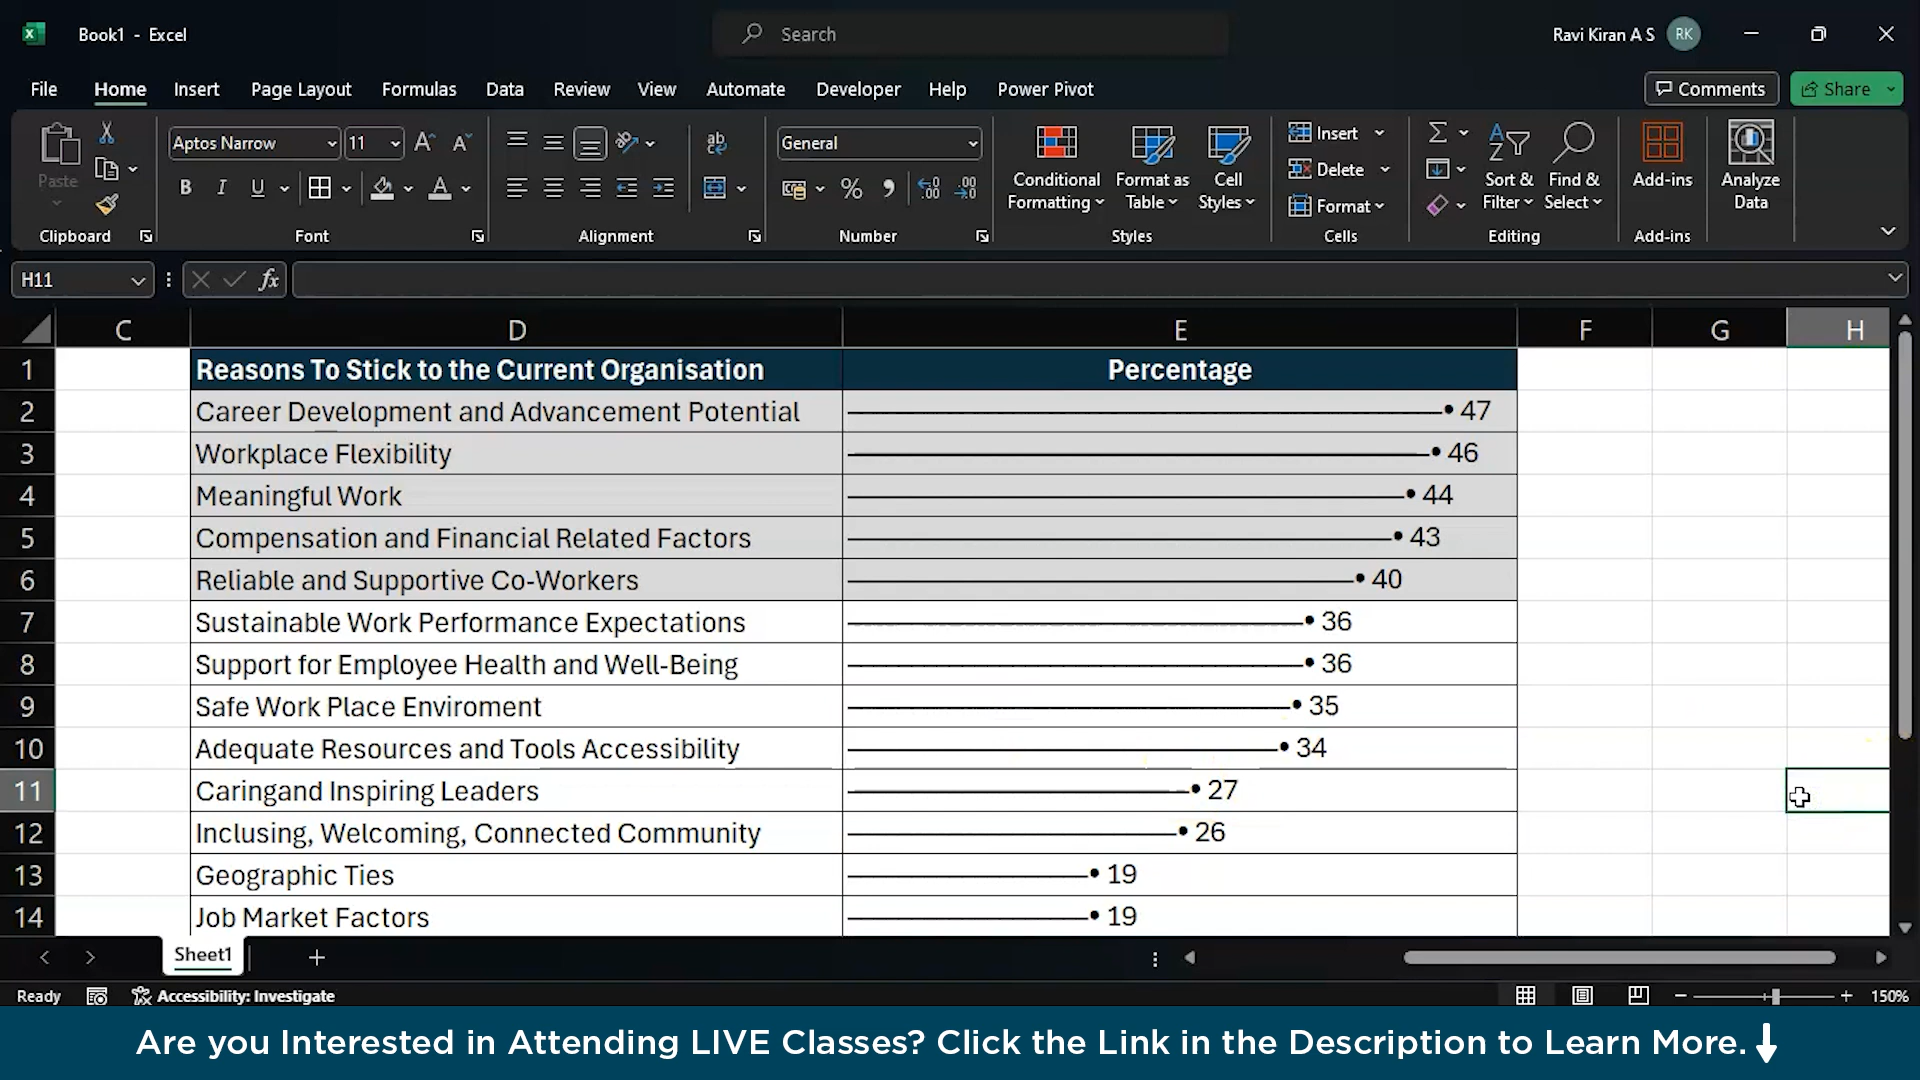 Book1 - Excel
Search
Ravi Kiran A S
RK
File Home Insert Page Layout Formulas Data Review View Automate Developer Help Power Pivot
Comments
Share
Paste
Clipboard
Aptos Narrow
11
B I U
Font
ab
Alignment
General
Number
Conditional Formatting
Format as Table
Cell Styles
Styles
Insert
Delete
Format
Cells
Sort & Filter
Find & Select
Editing
Add-ins
Add-ins
Analyze Data
H11
fx
C D E F G H
1 Reasons To Stick to the Current Organisation Percentage
2 Career Development and Advancement Potential 47
3 Workplace Flexibility 46
4 Meaningful Work 44
5 Compensation and Financial Related Factors 43
6 Reliable and Supportive Co-Workers 40
7 Sustainable Work Performance Expectations 36
8 Support for Employee Health and Well-Being 36
9 Safe Work Place Enviroment 35
10 Adequate Resources and Tools Accessibility 34
11 Caringand Inspiring Leaders 27
12 Inclusing, Welcoming, Connected Community 26
13 Geographic Ties 19
14 Job Market Factors 19
Sheet1
Ready
Accessibility: Investigate
150%
Are you Interested in Attending LIVE Classes? Click the Link in the Description to Learn More.